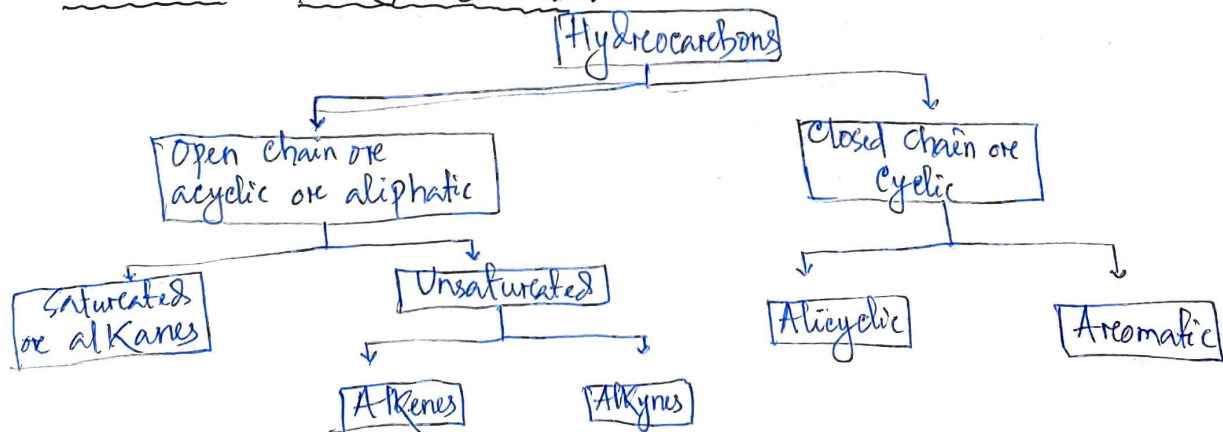 Hydrocarbons
Open chain or
acyclic or aliphatic
Closed chain or
Cyclic
Saturated
or alkanes
Unsaturated
Alicyclic
Aromatic
Alkenes
Alkynes